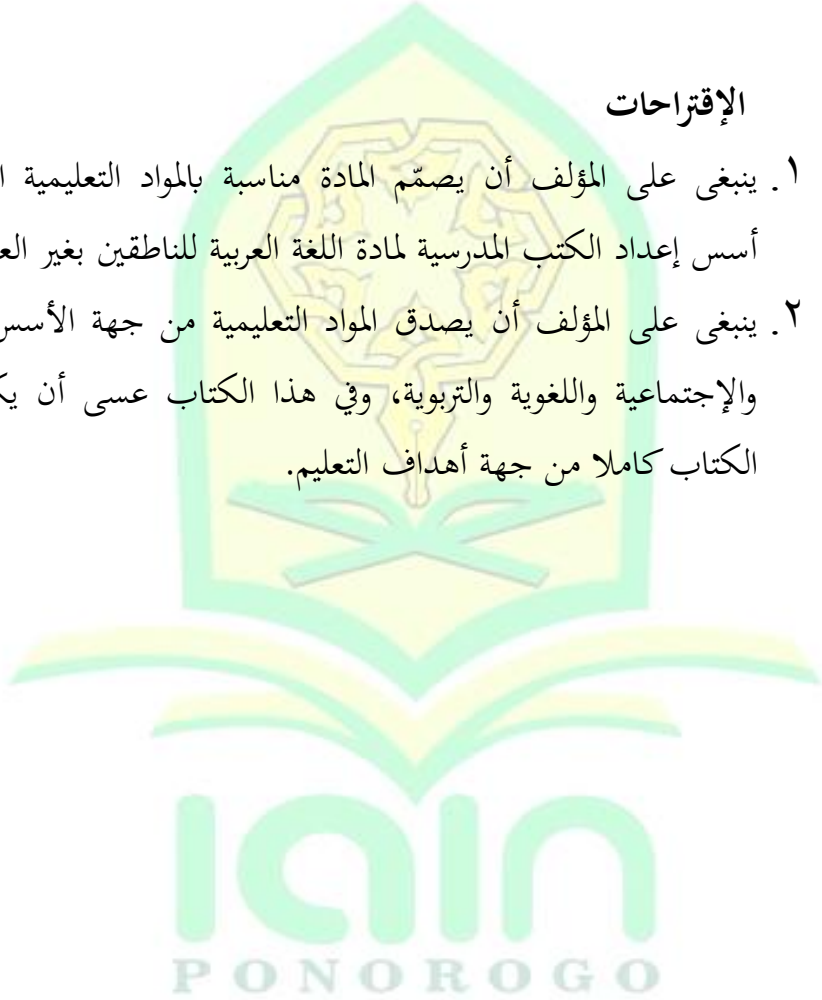 الإقتراحات
١. ينبغى على المؤلف أن يصمّم المادة مناسبة بالمواد التعليمية
أسس إعداد الكتب المدرسية لمادة اللغة العربية للناطقين بغير
٢. ينبغى على المؤلف أن يصدق المواد التعليمية من جهة الأسس
والإجتماعية واللغوية والتربوية، وفي هذا الكتاب عسى أن
الكتاب كاملا من جهة أهداف التعليم.
iain
PONOROGO